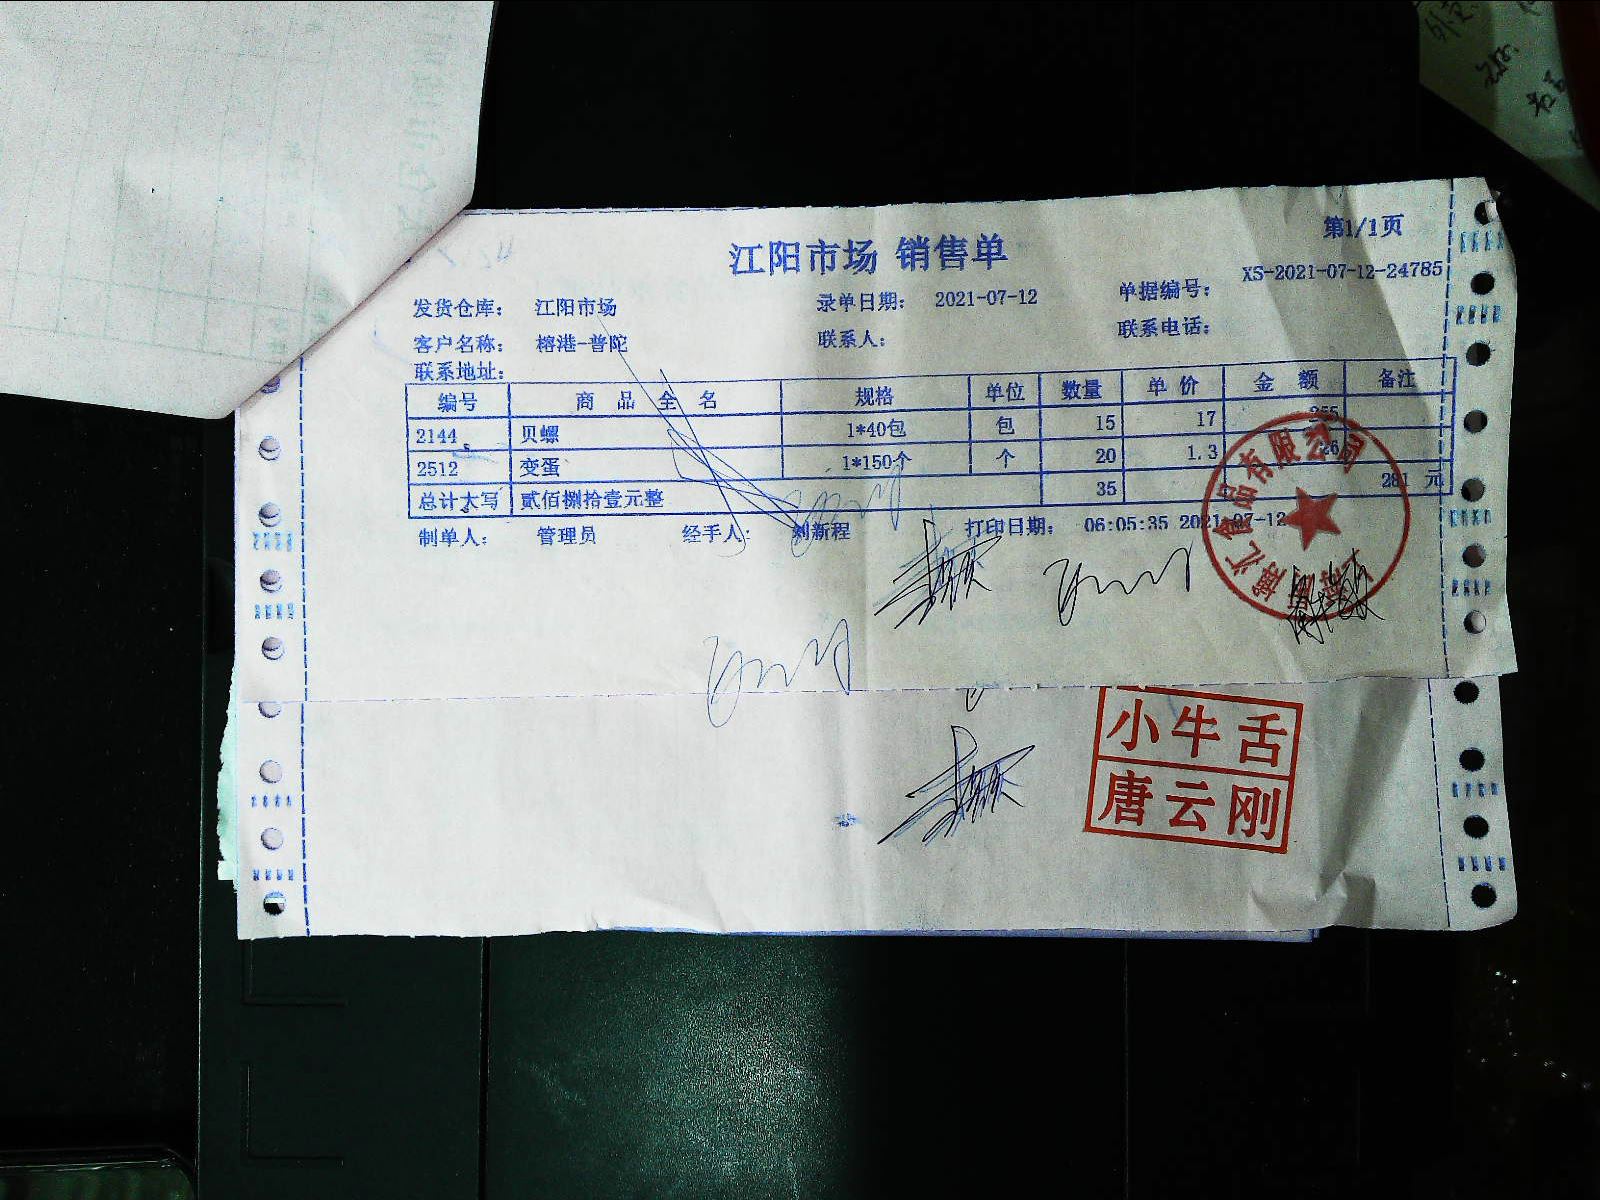 江阳市场 销售单
第1/1页
发货仓库： 江阳市场 录单日期： 2021-07-12 单据编号： XS-2021-07-12-24785
客户名称： 榕港-普陀 联系人： 联系电话：
联系地址：
编号 商品全名 规格 单位 数量 单价 金额 备注
2144 贝螺 1*40包 包 15 17 255
2512 变蛋 1*150个 个 20 1.3 26
总计大写 贰佰捌拾壹元整 35 281 元
制单人： 管理员 经手人： 刘新程 打印日期： 06:05:35 2021-07-12
食品有限公司
小牛舌
唐云刚